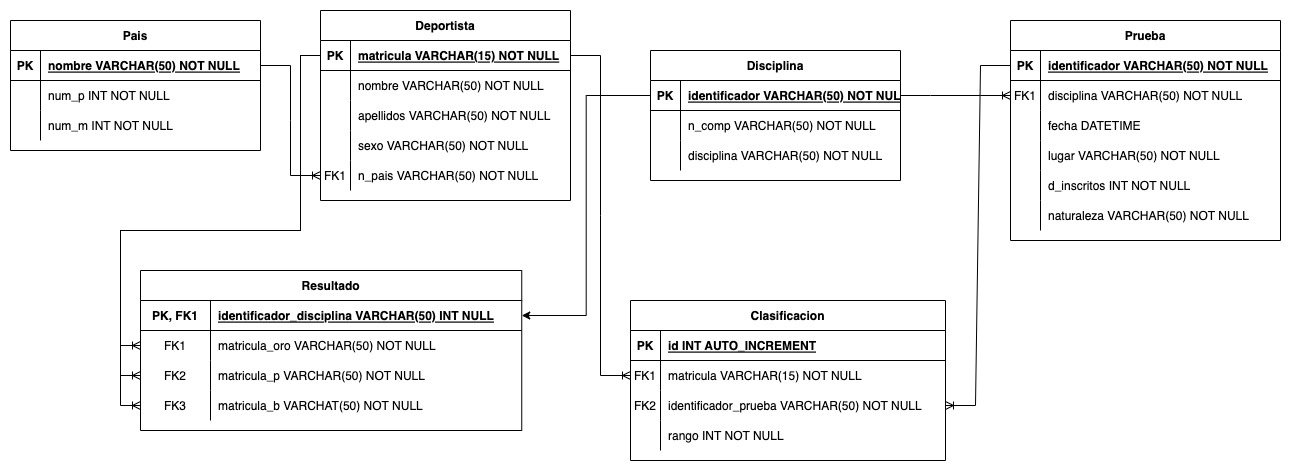 Pais
PK nombre VARCHAR(50) NOT NULL
num_p INT NOT NULL
num_m INT NOT NULL
Deportista
PK matricula VARCHAR(15) NOT NULL
nombre VARCHAR(50) NOT NULL
apellidos VARCHAR(50) NOT NULL
sexo VARCHAR(50) NOT NULL
FK1 n_pais VARCHAR(50) NOT NULL
Disciplina
PK identificador VARCHAR(50) NOT NUL
n_comp VARCHAR(50) NOT NULL
disciplina VARCHAR(50) NOT NULL
Prueba
PK identificador VARCHAR(50) NOT NULL
FK1 disciplina VARCHAR(50) NOT NULL
fecha DATETIME
lugar VARCHAR(50) NOT NULL
d_inscritos INT NOT NULL
naturaleza VARCHAR(50) NOT NULL
Resultado
PK, FK1 identificador_disciplina VARCHAR(50) INT NULL
FK1 matricula_oro VARCHAR(50) NOT NULL
FK2 matricula_p VARCHAR(50) NOT NULL
FK3 matricula_b VARCHAT(50) NOT NULL
Clasificacion
PK id INT AUTO_INCREMENT
FK1 matricula VARCHAR(15) NOT NULL
FK2 identificador_prueba VARCHAR(50) NOT NULL
rango INT NOT NULL